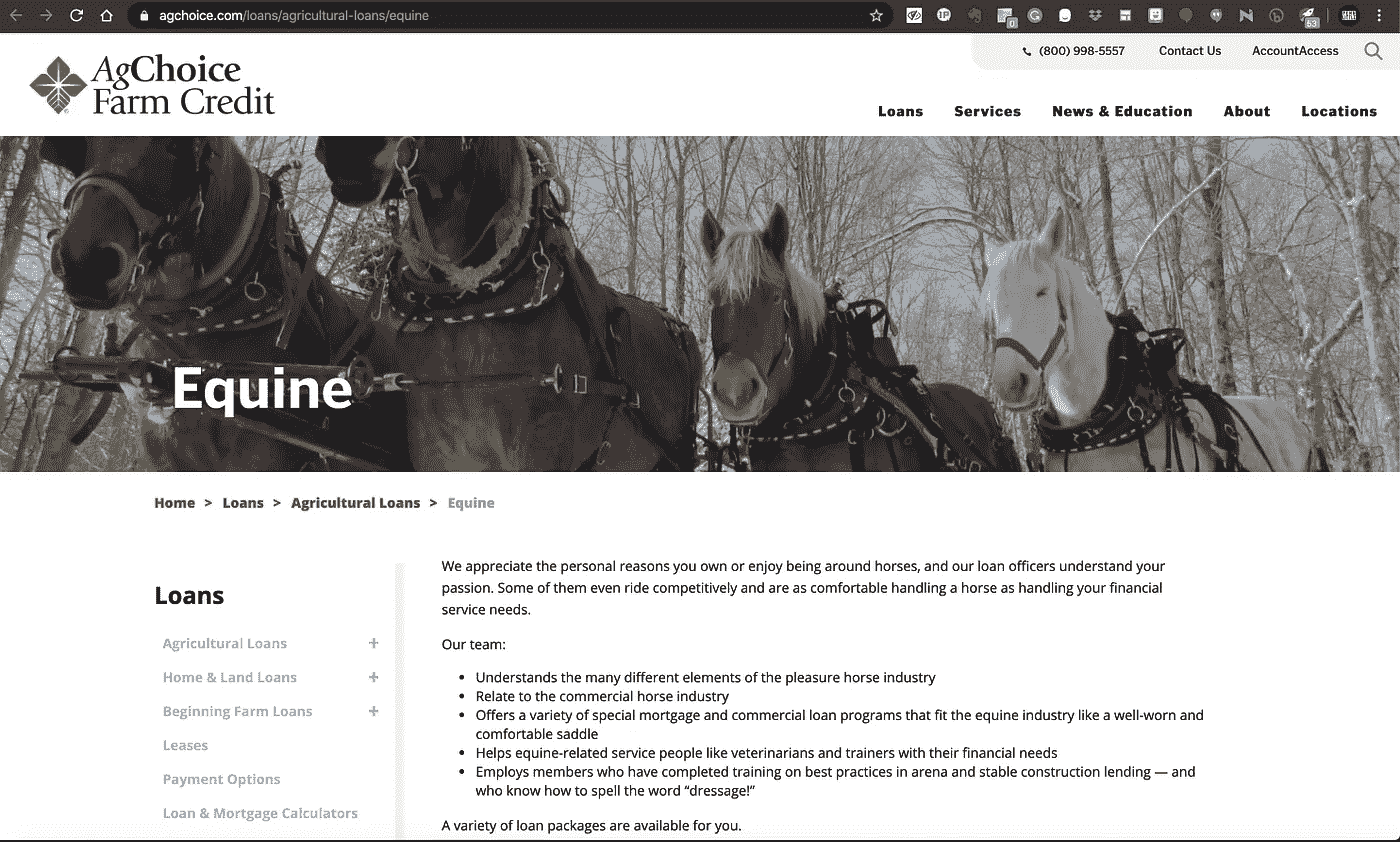 agchoice.com/loans/agricultural-loans/equine
0
53
(800) 998-5557
Contact Us
AccountAccess
AgChoice
Farm Credit
Loans
Services
News & Education
About
Locations
Equine
Home > Loans > Agricultural Loans > Equine
Loans
Agricultural Loans +
Home & Land Loans +
Beginning Farm Loans +
Leases
Payment Options
Loan & Mortgage Calculators
We appreciate the personal reasons you own or enjoy being around horses, and our loan officers understand your
passion. Some of them even ride competitively and are as comfortable handling a horse as handling your financial
service needs.
Our team:
• Understands the many different elements of the pleasure horse industry
• Relate to the commercial horse industry
• Offers a variety of special mortgage and commercial loan programs that fit the equine industry like a well-worn and
comfortable saddle
• Helps equine-related service people like veterinarians and trainers with their financial needs
• Employs members who have completed training on best practices in arena and stable construction lending — and
who know how to spell the word “dressage!”
A variety of loan packages are available for you.